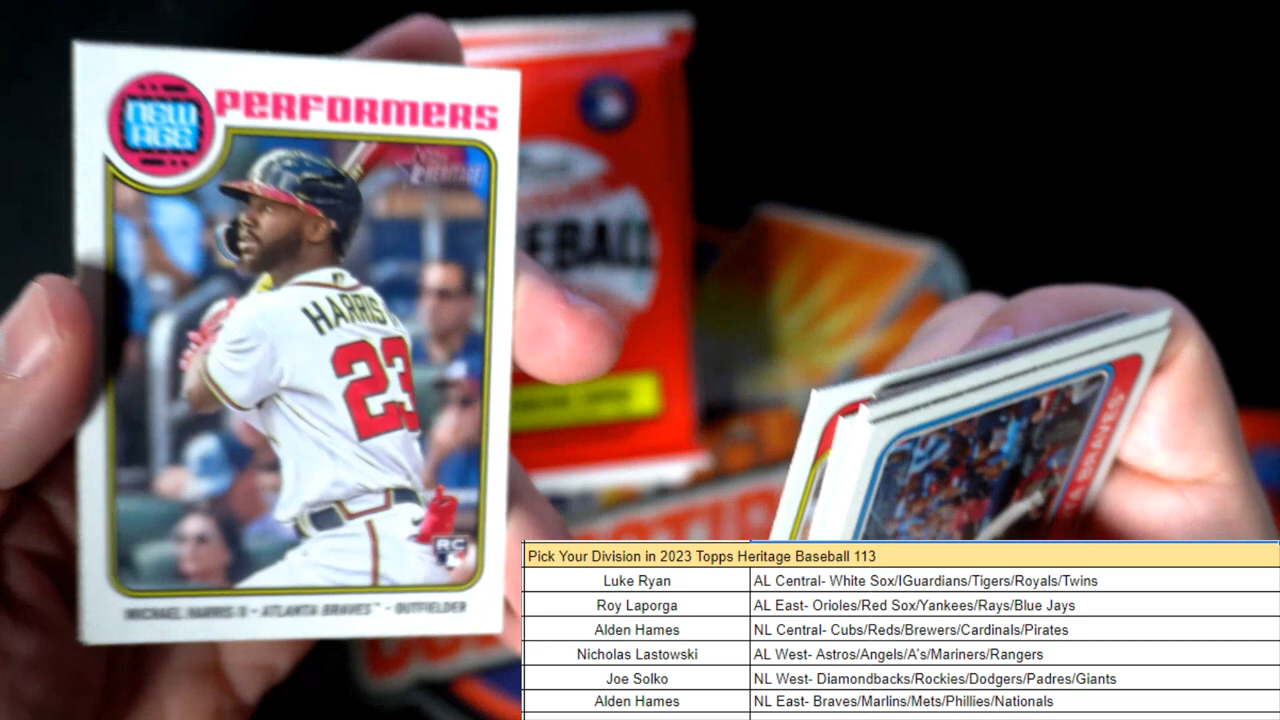 NEW AGE
PERFORMERS
HARRIS
23
RC
MICHAEL HARRIS II • ATLANTA BRAVES™ • OUTFIELDER
EBALL
BRAVES™
Pick Your Division in 2023 Topps Heritage Baseball 113
Luke Ryan AL Central- White Sox/IGuardians/Tigers/Royals/Twins
Roy Laporga AL East- Orioles/Red Sox/Yankees/Rays/Blue Jays
Alden Hames NL Central- Cubs/Reds/Brewers/Cardinals/Pirates
Nicholas Lastowski AL West- Astros/Angels/A's/Mariners/Rangers
Joe Solko NL West- Diamondbacks/Rockies/Dodgers/Padres/Giants
Alden Hames NL East- Braves/Marlins/Mets/Phillies/Nationals